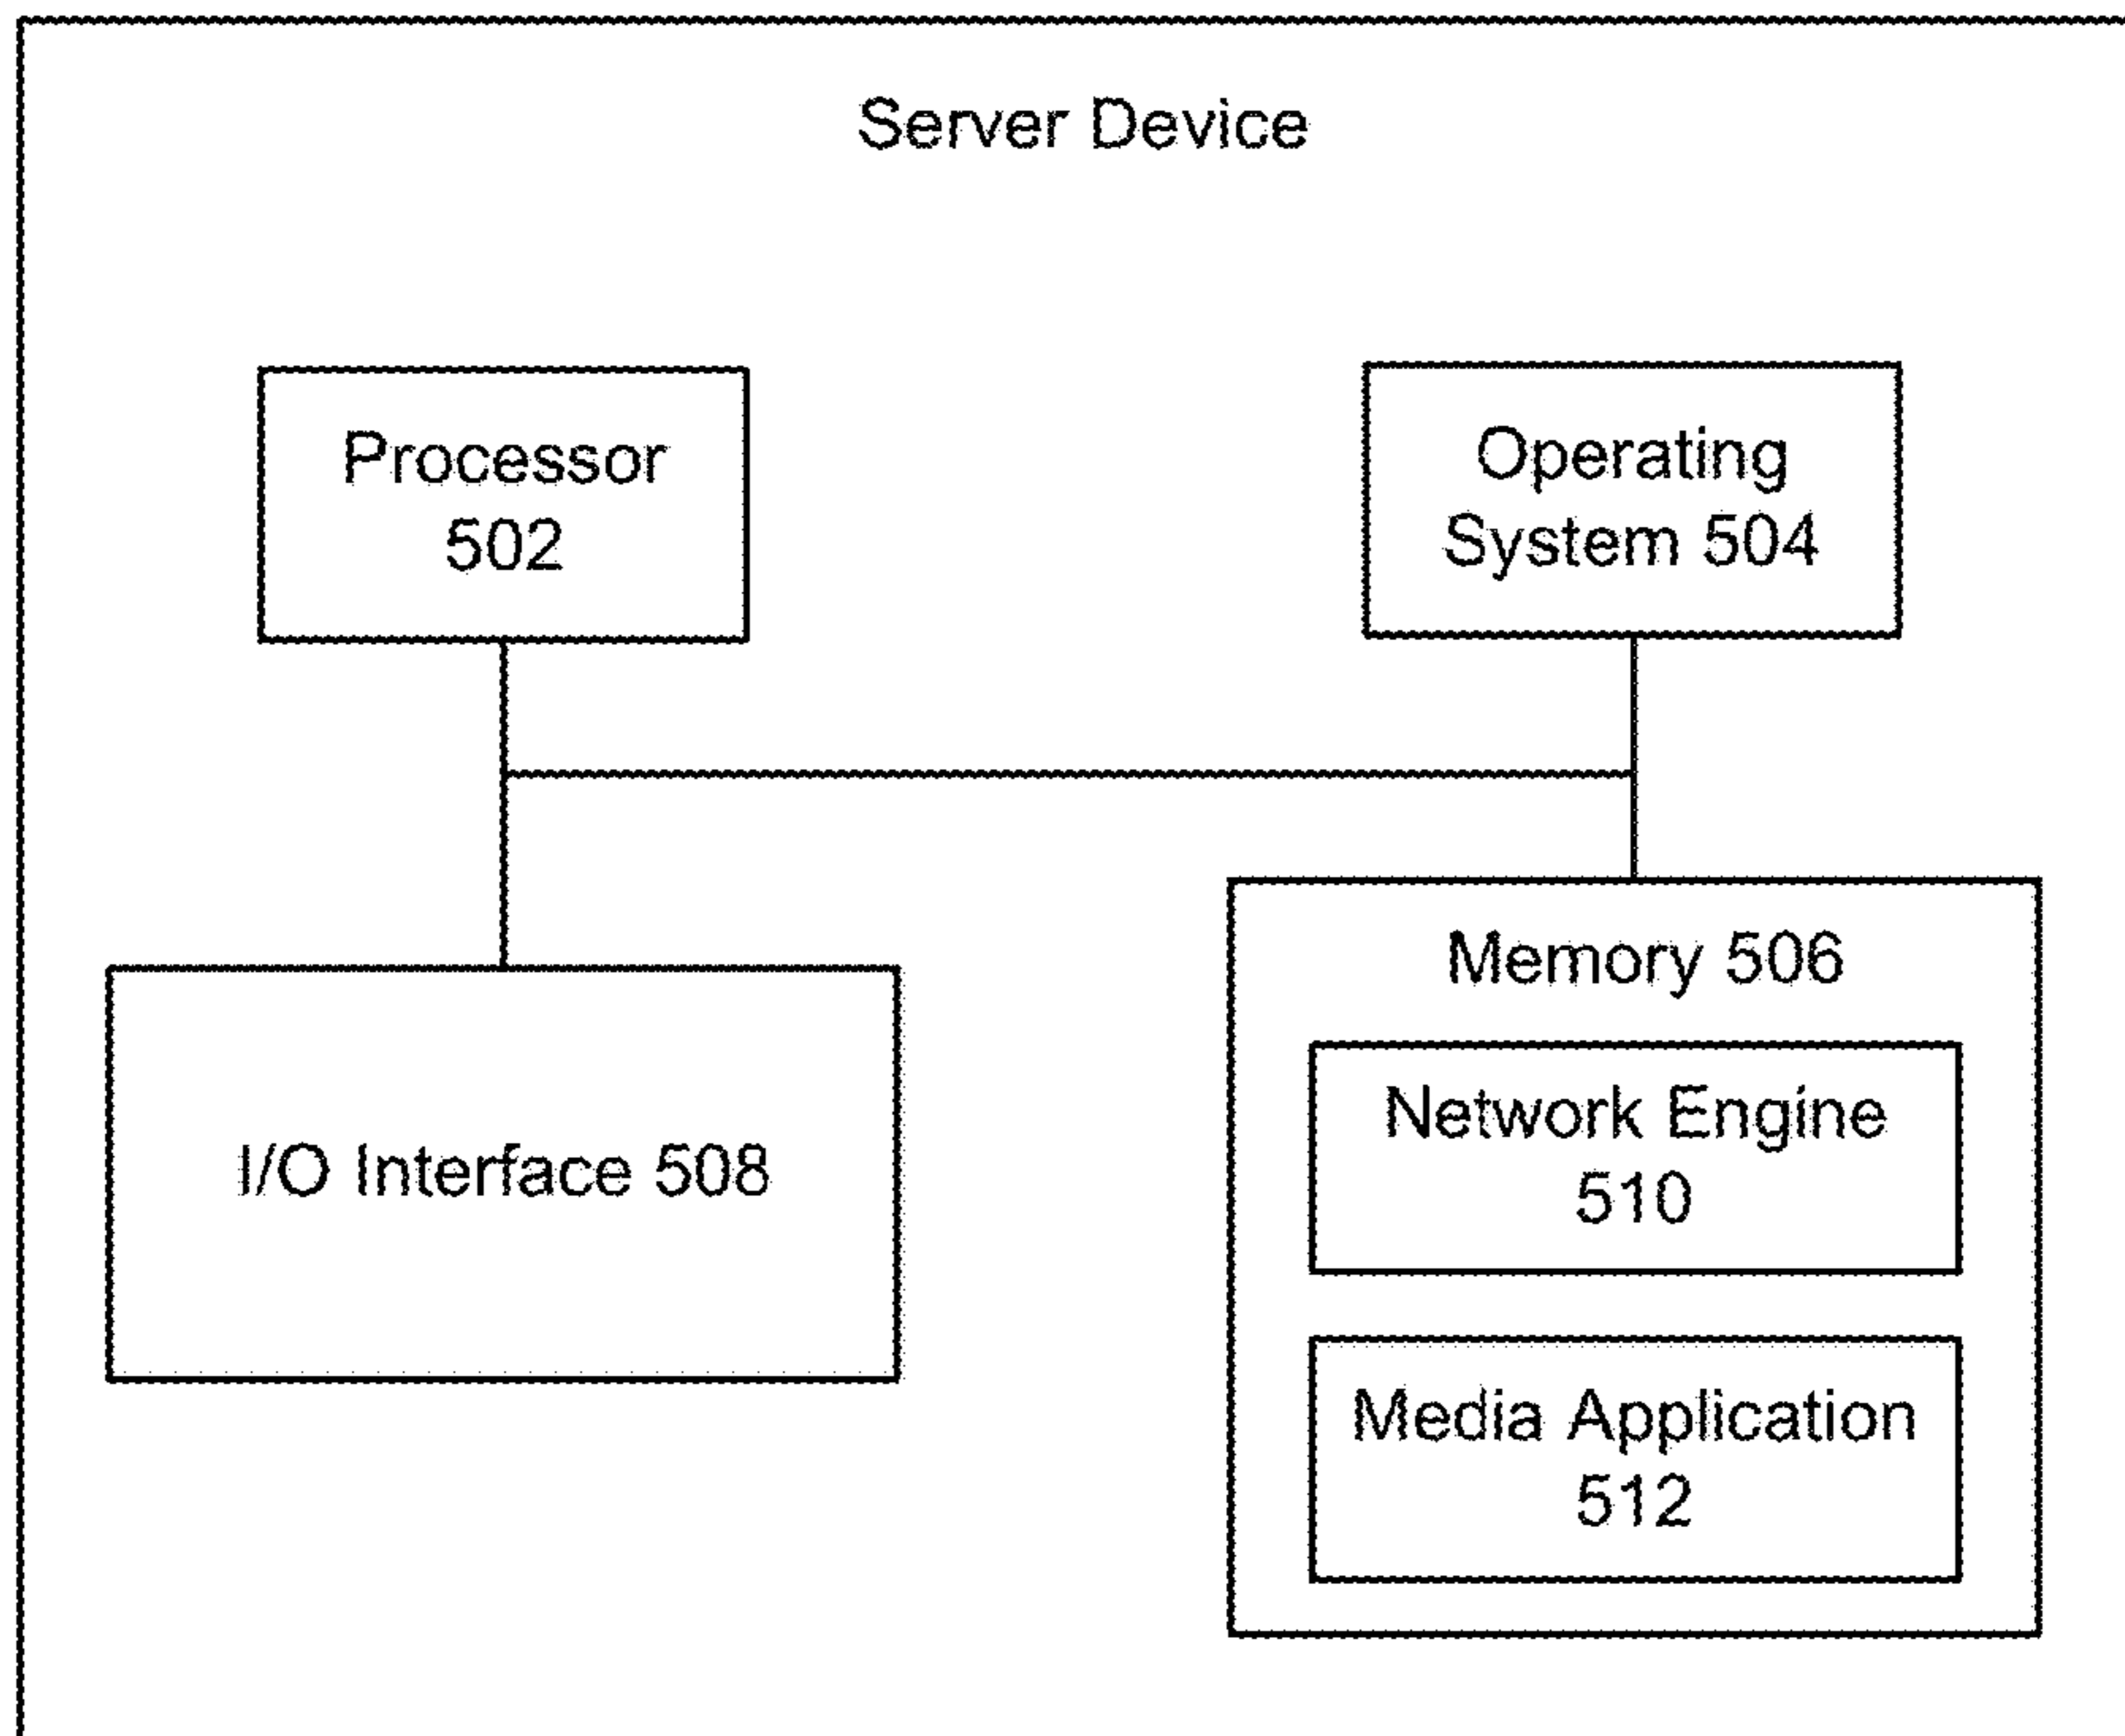 Server Device
Processor
502
Operating
System 504
I/O Interface 508
Memory 506
Network Engine
510
Media Application
512